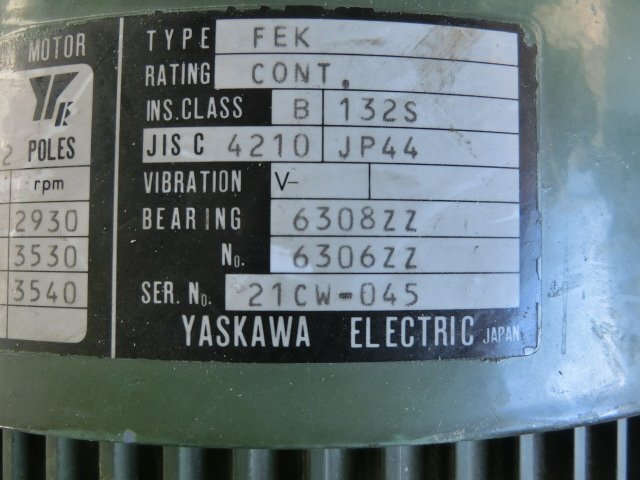 MOTOR
2 POLES
rpm
2930
3530
3540
TYPE FEK
RATING CONT.
INS.CLASS B 132S
JIS C 4210 JP44
VIBRATION V-
BEARING 6308ZZ
No. 6306ZZ
SER. No. 21CW-045
YASKAWA ELECTRIC JAPAN